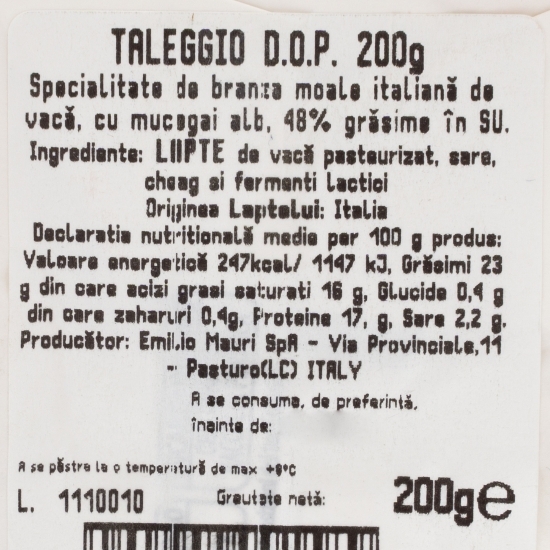 TALEGGIO D.O.P. 200g
Specialitate de branza moale italiană de
vacă, cu mucegai alb, 48% grăsime în SU.
Ingrediente: LAPTE de vacă pasteurizat, sare,
cheag si fermenti lactici
Originea Laptelui: Italia
Declaratie nutritională medie per 100 g produs:
Valoare energetică 247kcal/ 1147 kJ, Grăsimi 23
g din care acizi grasi saturati 16 g, Glucide 0,4 g
din care zaharuri 0,4g, Proteine 17, g, Sare 2,2 g.
Producător: Emilio Mauri SpA - Via Provinciale,11
- Pasturo(LC) ITALY
A se consuma, de preferintă,
înainte de:
A se păstra la o temperatură de max +8°C
L. 1110010 Greutate netă: 200g e